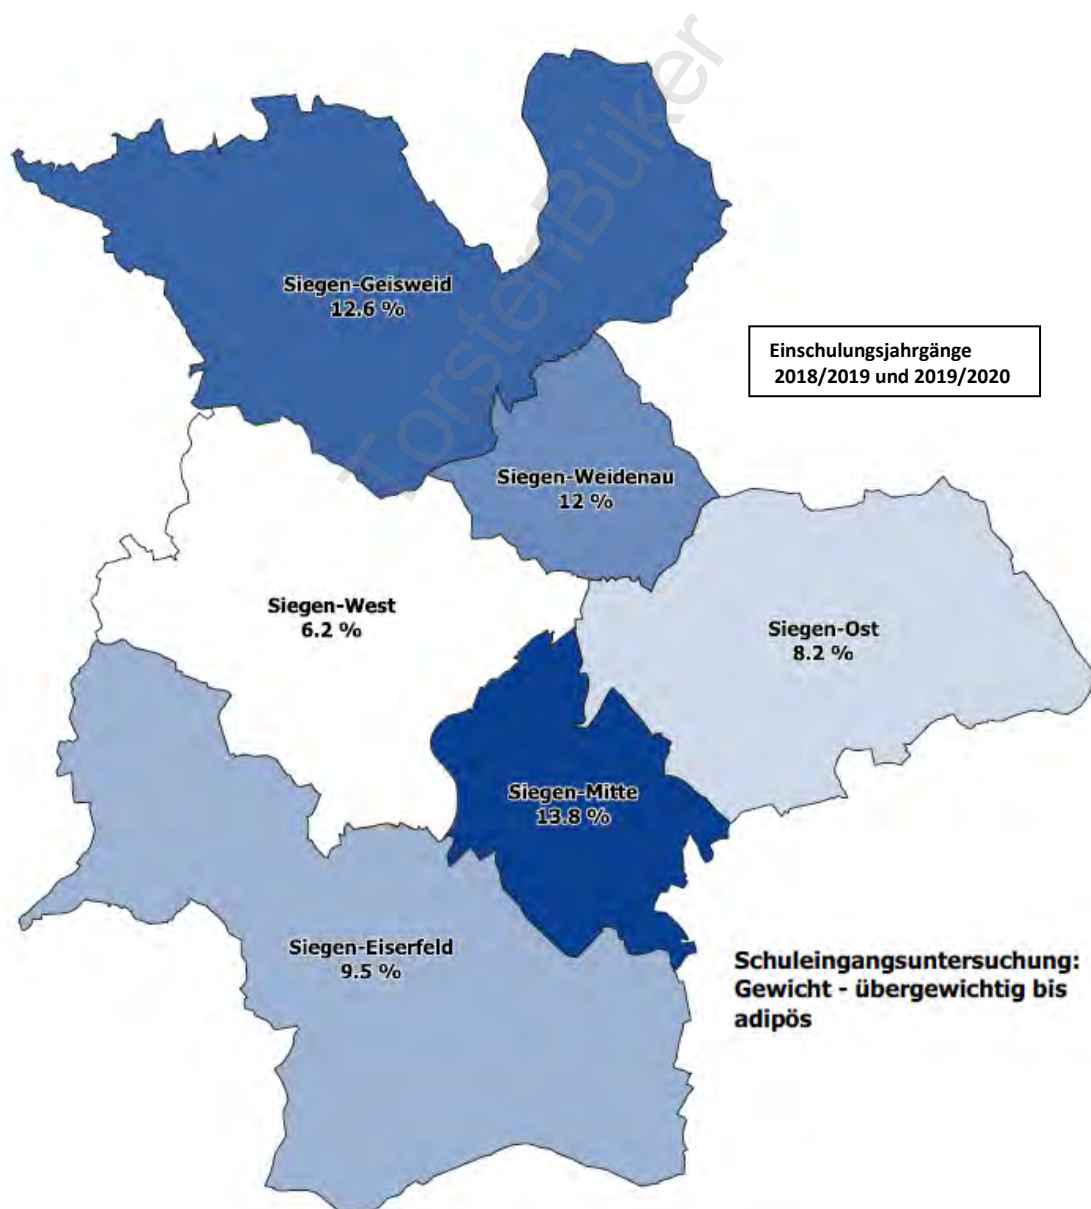 TorstenBüker
Siegen-Geisweid
12.6 %
Einschulungsjahrgänge
2018/2019 und 2019/2020
Siegen-Weidenau
12 %
Siegen-West
6.2 %
Siegen-Ost
8.2 %
Siegen-Mitte
13.8 %
Siegen-Eiserfeld
9.5 %
Schuleingangsuntersuchung:
Gewicht - übergewichtig bis
adipös